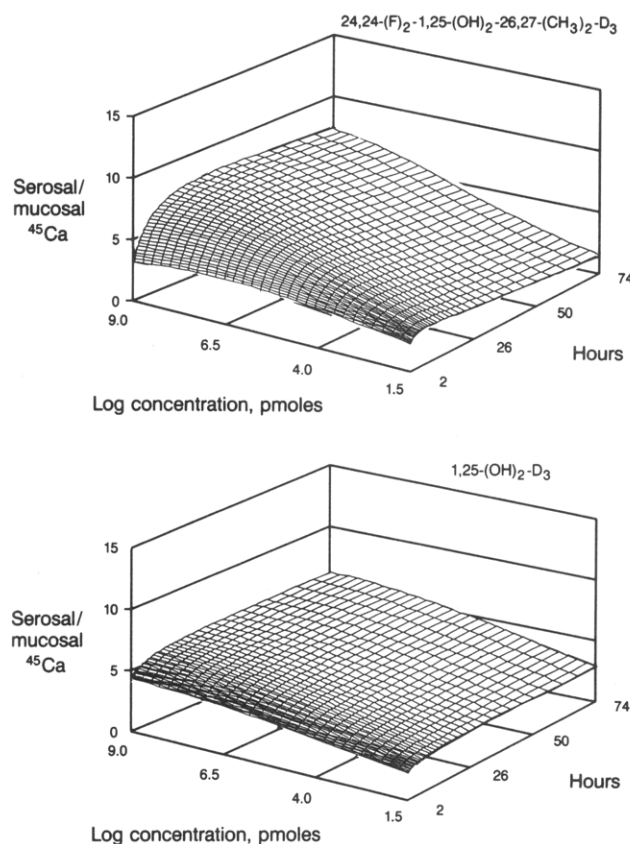 24,24-(F)₂-1,25-(OH)₂-26,27-(CH₃)₂-D₃
15
10
Serosal/
mucosal
⁴⁵Ca
5
0
9.0
6.5
4.0
1.5
2
26
50
74
Hours
Log concentration, pmoles
1,25-(OH)₂-D₃
15
10
Serosal/
mucosal
⁴⁵Ca
5
0
9.0
6.5
4.0
1.5
2
26
50
74
Hours
Log concentration, pmoles